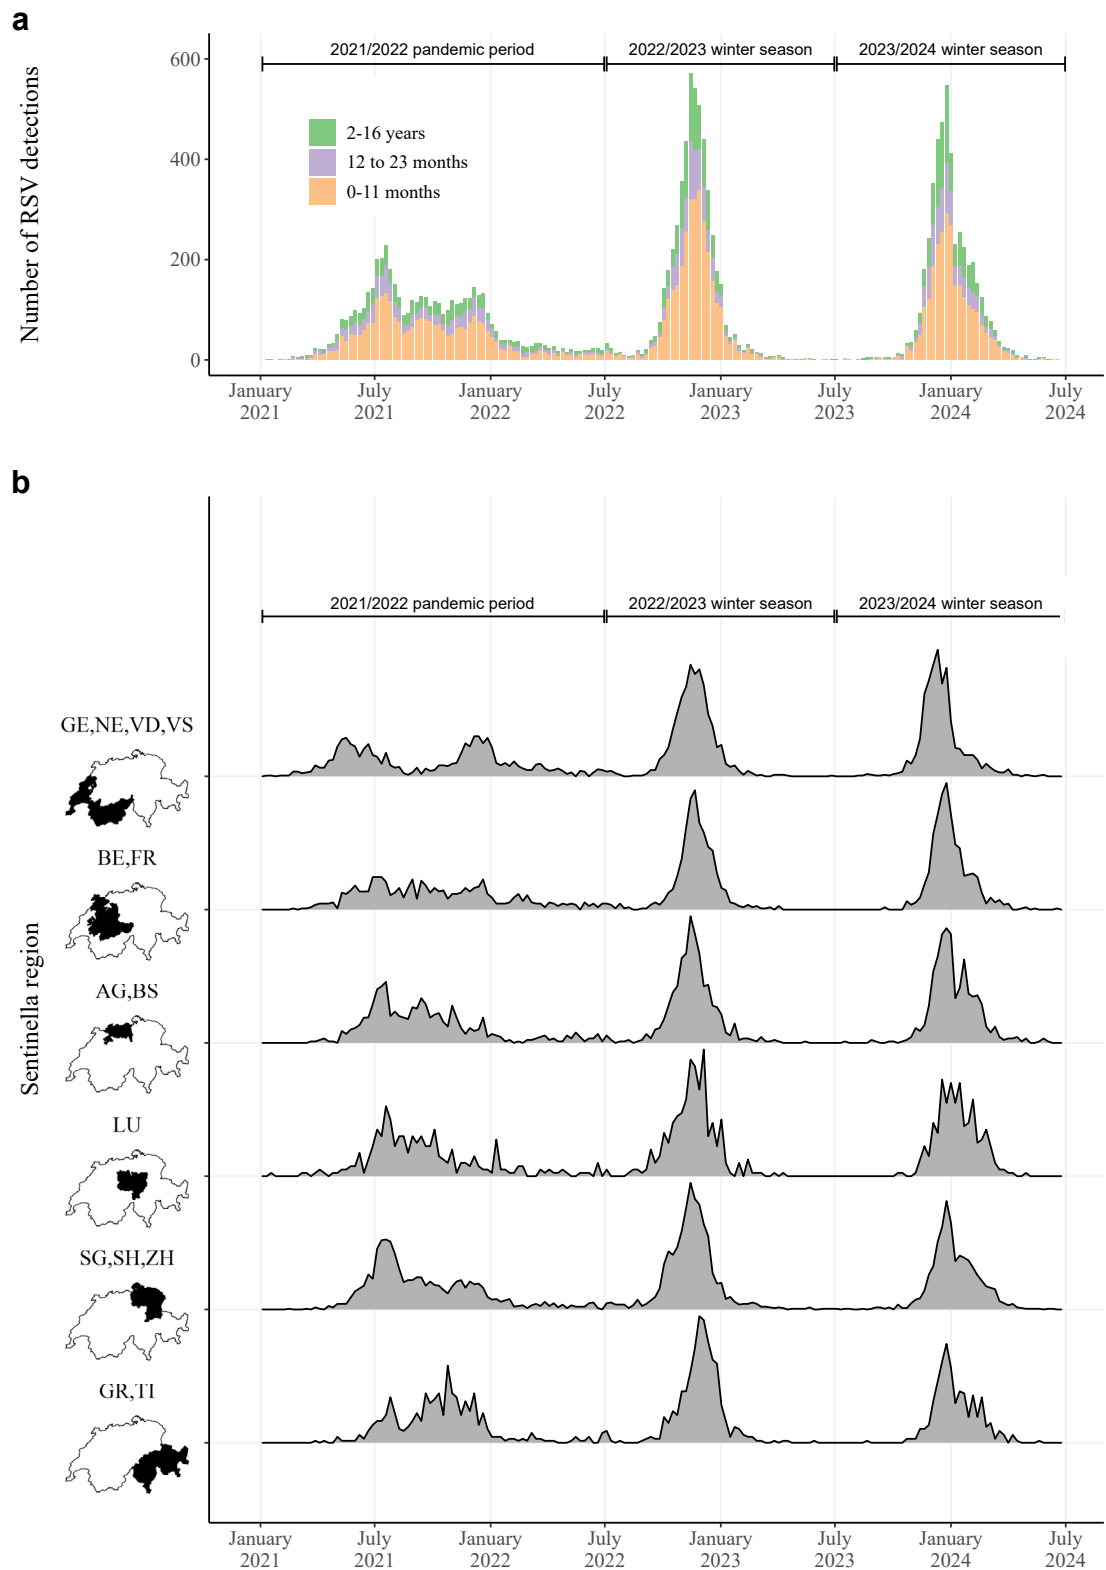 a
2021/2022 pandemic period
2022/2023 winter season
2023/2024 winter season
Number of RSV detections
600
400
200
0
2-16 years
12 to 23 months
0-11 months
January 2021
July 2021
January 2022
July 2022
January 2023
July 2023
January 2024
July 2024
b
2021/2022 pandemic period
2022/2023 winter season
2023/2024 winter season
Sentinella region
GE,NE,VD,VS
BE,FR
AG,BS
LU
SG,SH,ZH
GR,TI
January 2021
July 2021
January 2022
July 2022
January 2023
July 2023
January 2024
July 2024